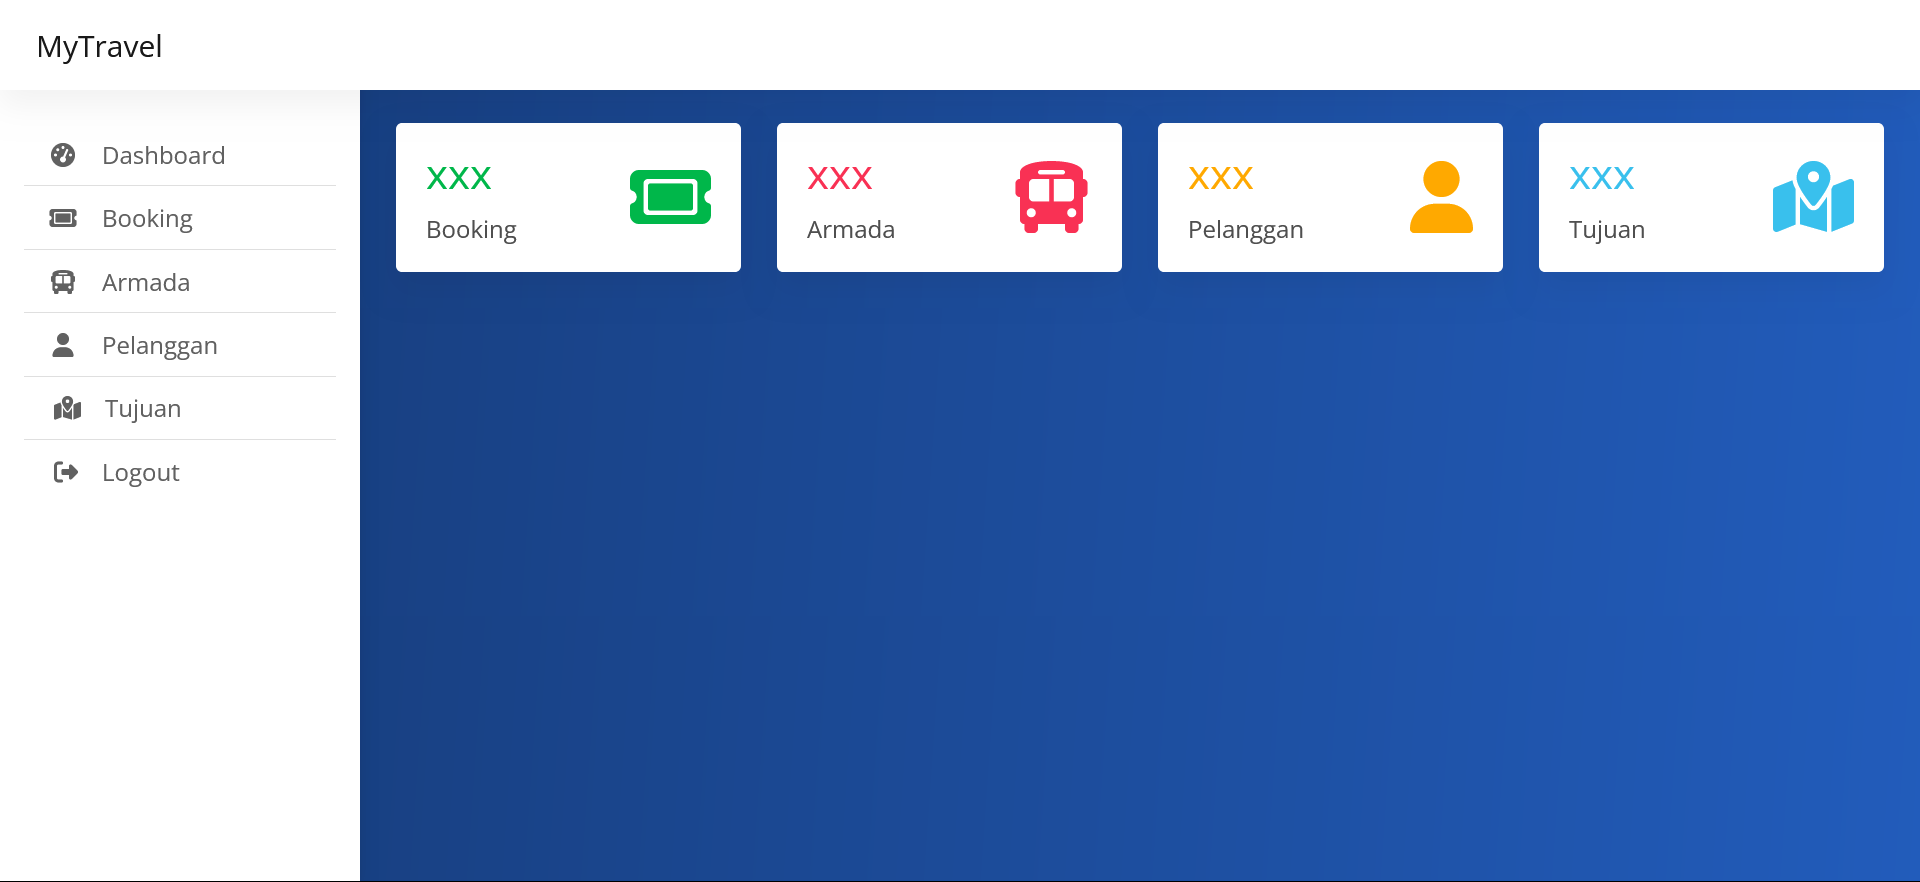 MyTravel
Dashboard
Booking
Armada
Pelanggan
Tujuan
Logout
xxx
Booking
xxx
Armada
xxx
Pelanggan
xxx
Tujuan